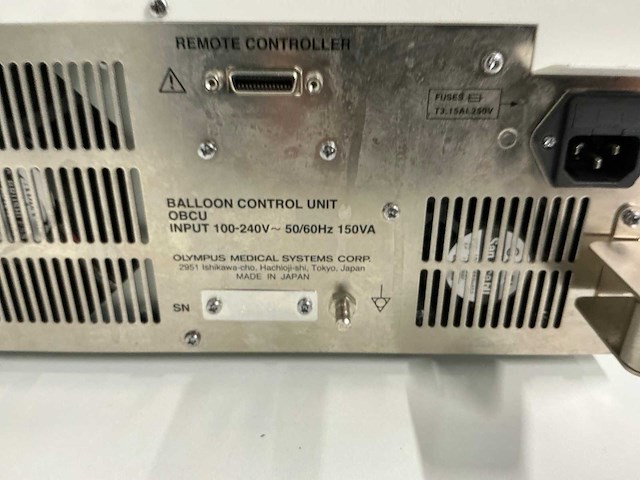 REMOTE CONTROLLER
FUSES
T3.15AL250V
BALLOON CONTROL UNIT
OBCU
INPUT 100-240V~ 50/60Hz 150VA
OLYMPUS MEDICAL SYSTEMS CORP.
2951 Ishikawa-cho, Hachioji-shi, Tokyo, Japan
MADE IN JAPAN
SN